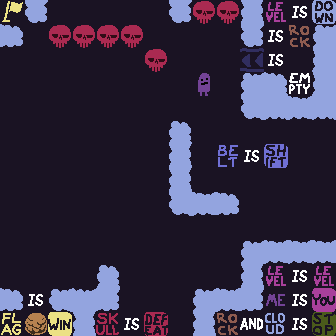 LEVEL IS DOWN
IS ROCK
IS
EMPTY
BELT IS SHIFT
LEVEL IS LEVEL
IS ME IS YOU
FLAG WIN SKULL IS DEFEAT ROCK AND CLOUD IS